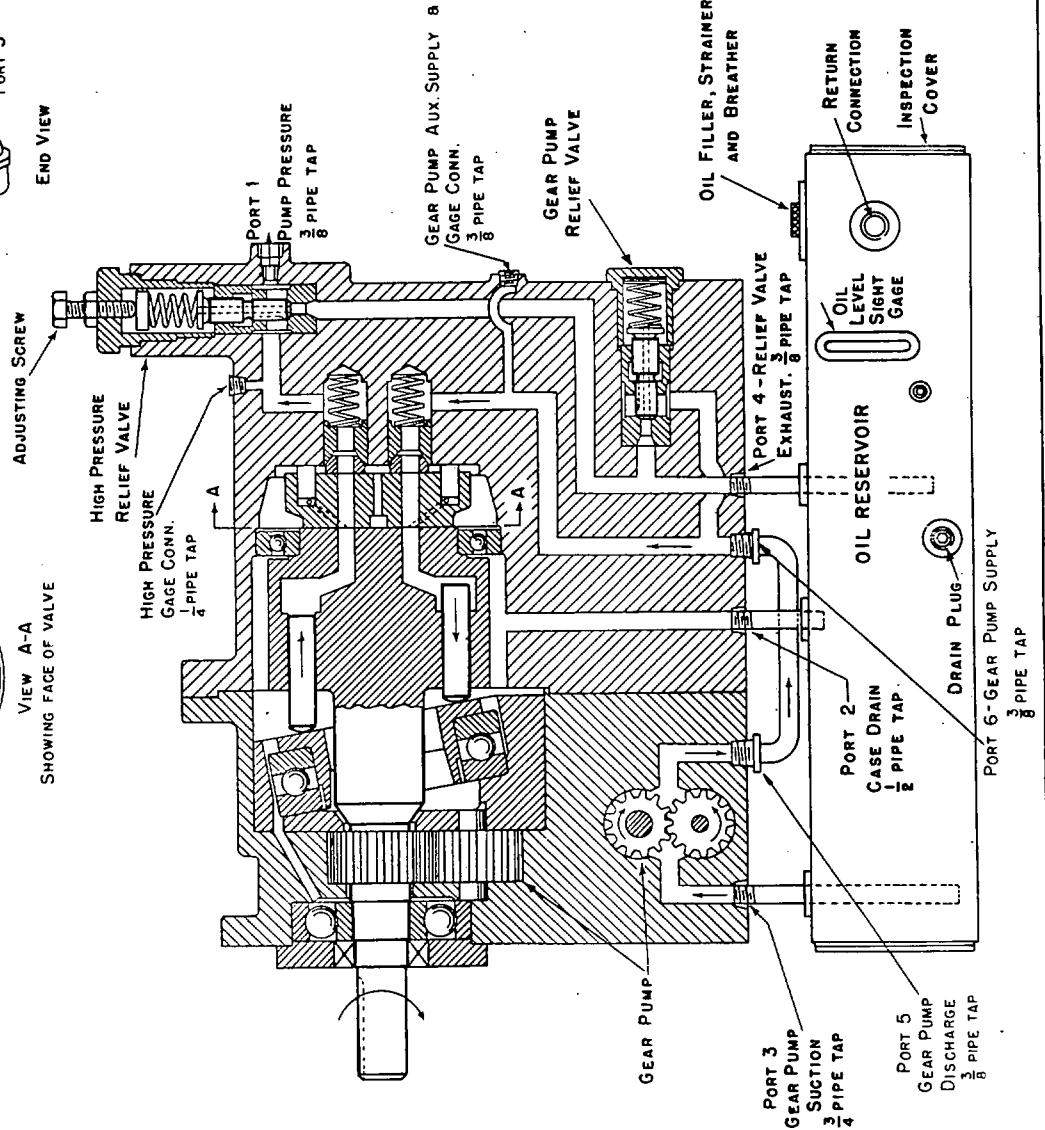 PORT 5
END VIEW
VIEW A-A
SHOWING FACE OF VALVE
ADJUSTING SCREW
HIGH PRESSURE
RELIEF VALVE
HIGH PRESSURE
GAGE CONN.
1/4 PIPE TAP
PORT 1
PUMP PRESSURE
3/8 PIPE TAP
GEAR PUMP AUX. SUPPLY &
GAGE CONN.
3/8 PIPE TAP
GEAR PUMP
RELIEF VALVE
A
A
OIL FILLER, STRAINER
AND BREATHER
RETURN
CONNECTION
INSPECTION
COVER
PORT 4 - RELIEF VALVE
EXHAUST. 3/8 PIPE TAP
OIL
LEVEL
SIGHT
GAGE
OIL RESERVOIR
DRAIN PLUG
PORT 6 - GEAR PUMP SUPPLY
3/8 PIPE TAP
PORT 2
CASE DRAIN
1/2 PIPE TAP
GEAR PUMP
PORT 3
GEAR PUMP
SUCTION
3/4 PIPE TAP
PORT 5
GEAR PUMP
DISCHARGE
3/8 PIPE TAP